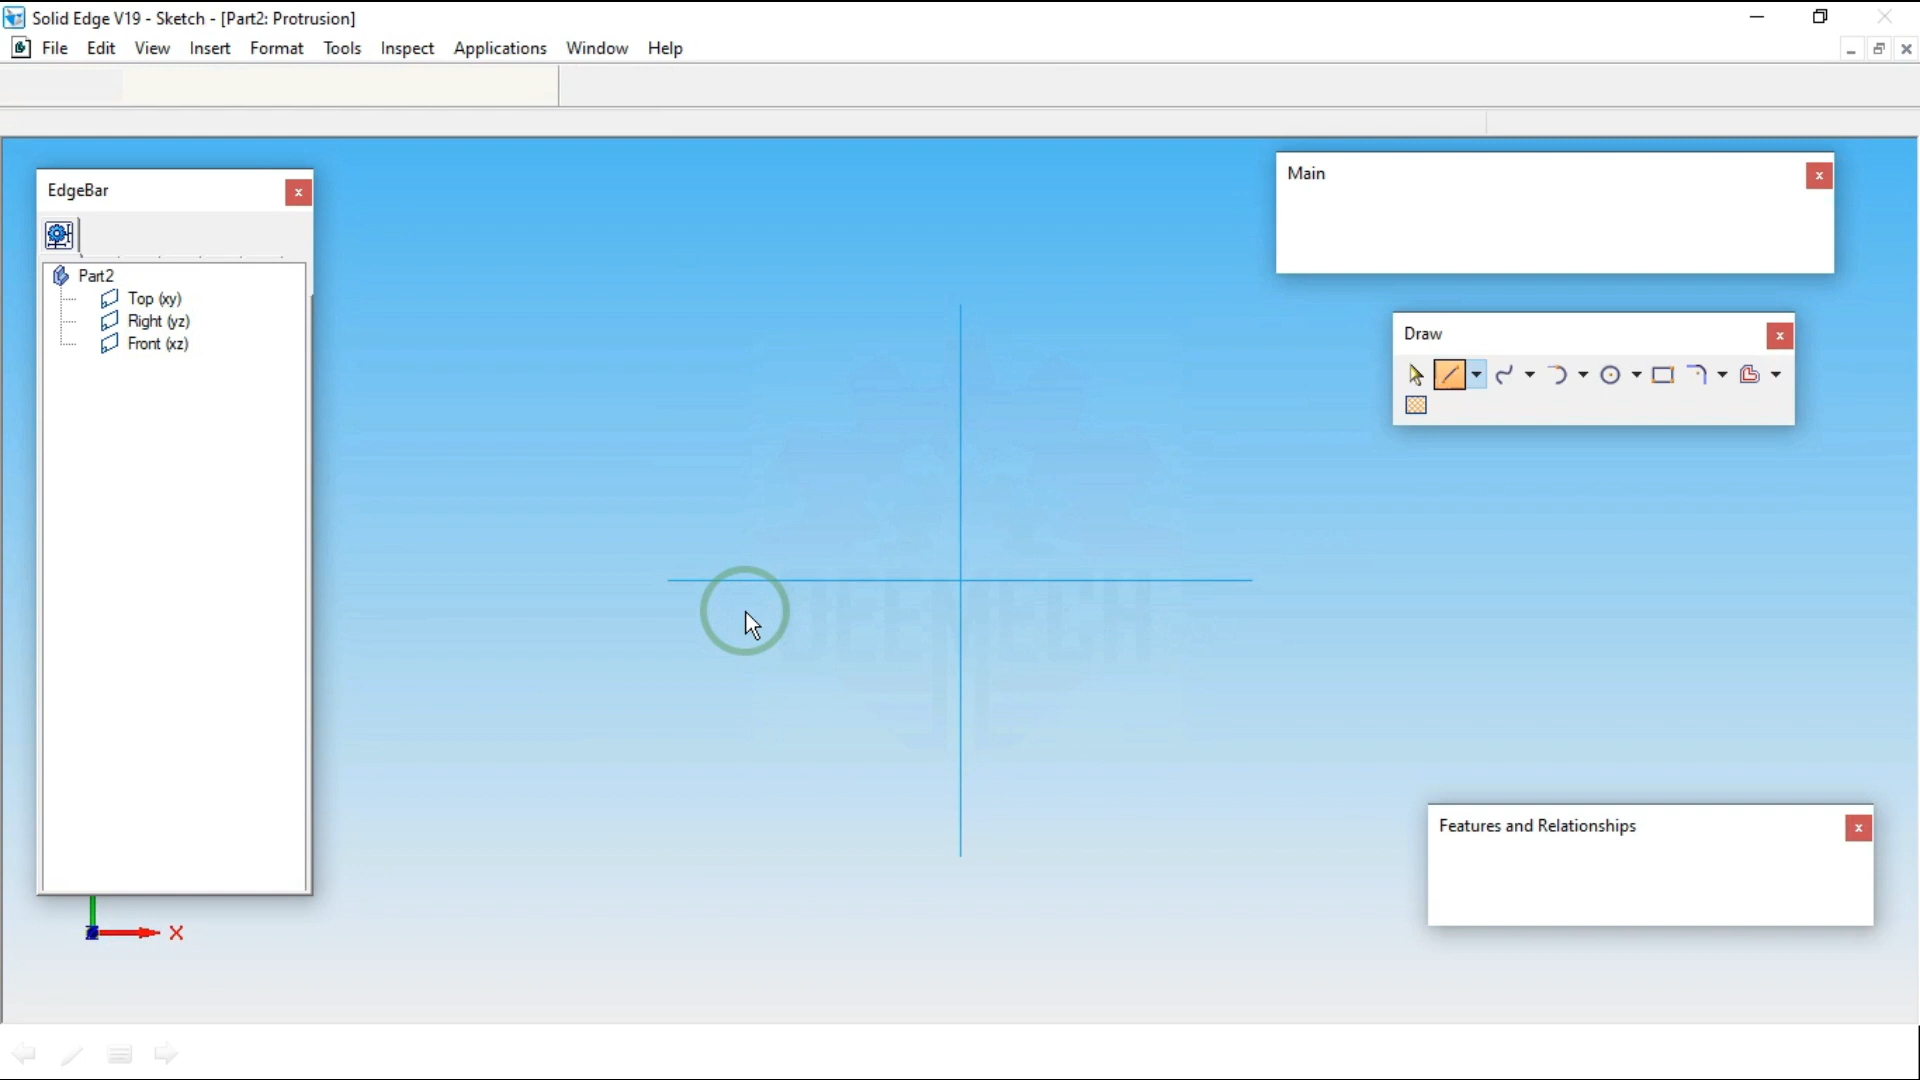 Solid Edge V19 - Sketch - [Part2: Protrusion]
File Edit View Insert Format Tools Inspect Applications Window Help
EdgeBar
Part2
Top (xy)
Right (yz)
Front (xz)
Main
Draw
DEEMECH
Features and Relationships
X